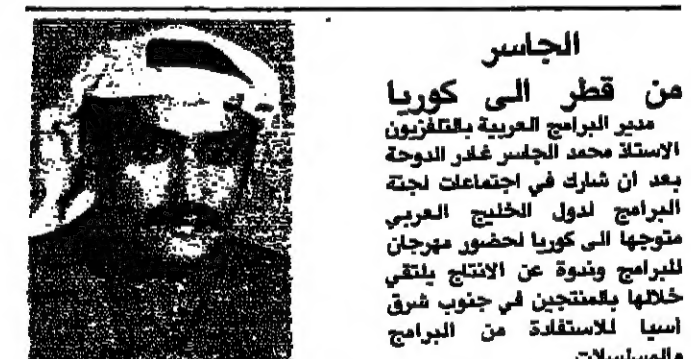 الجاسر
من قطر الى كوريا
مدير البرامج العربية بالتلفزيون
الاستاذ محمد الجاسر غادر الدوحة
بعد ان شارك في اجتماعات لجنة
البرامج لدول الخليج العربي
متوجها الى كوريا لحضور مهرجان
للبرامج وندوة عن الانتاج يلتقي
خلالها بالمنتجين في جنوب شرق
آسيا للاستفادة من البرامج
والمسلسلات